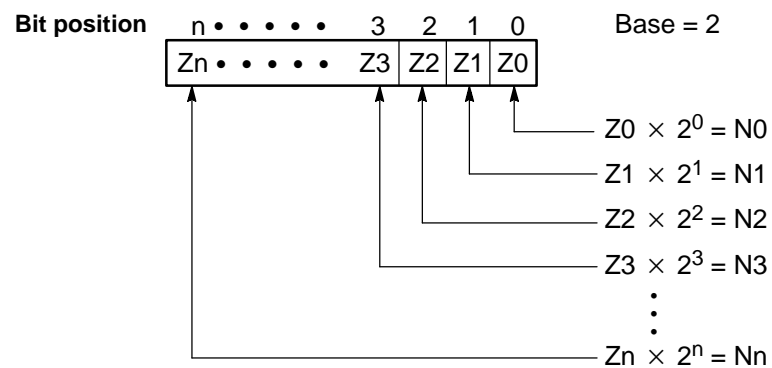 Bit position n • • • • • 3 2 1 0 Base = 2
Zn • • • • • Z3 Z2 Z1 Z0
Z0 × 2⁰ = N0
Z1 × 2¹ = N1
Z2 × 2² = N2
Z3 × 2³ = N3
Zn × 2ⁿ = Nn